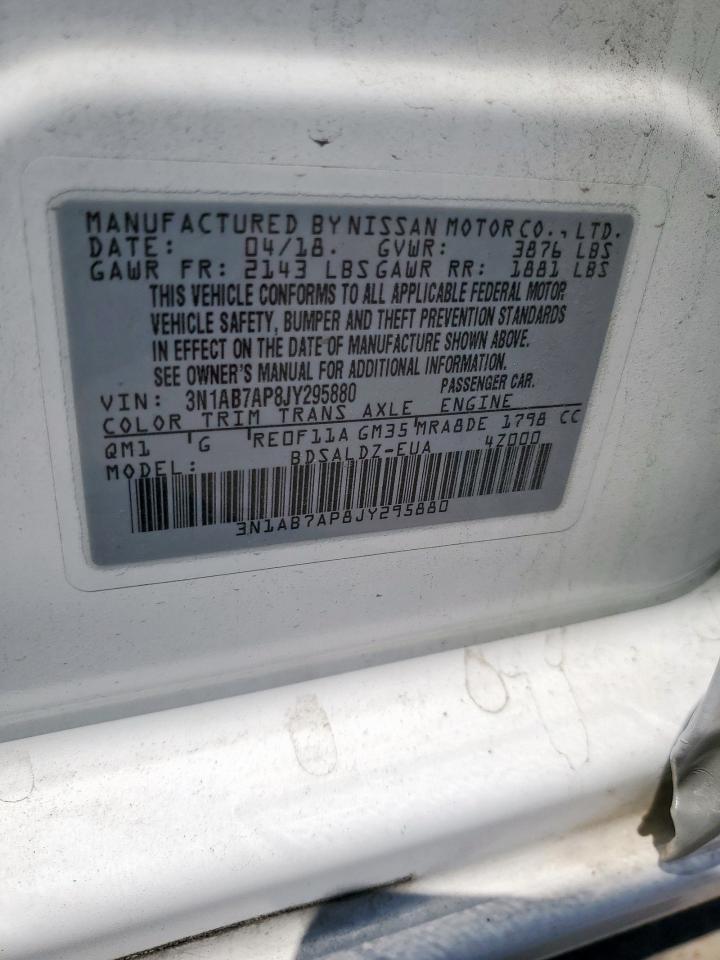 MANUFACTURED BY NISSAN MOTOR CO., LTD.
DATE: 04/18. GVWR: 3876 LBS
GAWR FR: 2143 LBS GAWR RR: 1881 LBS
THIS VEHICLE CONFORMS TO ALL APPLICABLE FEDERAL MOTOR
VEHICLE SAFETY, BUMPER AND THEFT PREVENTION STANDARDS
IN EFFECT ON THE DATE OF MANUFACTURE SHOWN ABOVE.
SEE OWNER'S MANUAL FOR ADDITIONAL INFORMATION.
VIN: 3N1AB7AP8JY295880 PASSENGER CAR.
COLOR TRIM TRANS AXLE ENGINE
QM1 G RE0F11A GM35 MRA8DE 1798 CC
MODEL: BDSALDZ-EUA 4Z000
3N1AB7AP8JY295880